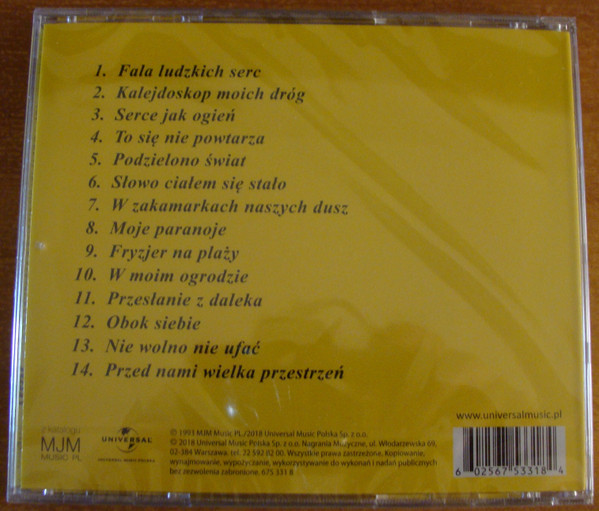 1. Fala ludzkich serc
2. Kalejdoskop moich dróg
3. Serce jak ogień
4. To się nie powtarza
5. Podzielono świat
6. Słowo ciałem się stało
7. W zakamarkach naszych dusz
8. Moje paranoje
9. Fryzjer na plaży
10. W moim ogrodzie
11. Przesłanie z daleka
12. Obok siebie
13. Nie wolno nie ufać
14. Przed nami wielka przestrzeń
www.universalmusic.pl
z katalogu
MJM
MUSIC PL
UNIVERSAL
UNIVERSAL MUSIC POLSKA
℗ 1993 MJM Music PL./2018 Universal Music Polska Sp. z o.o.
© 2018 Universal Music Polska Sp. z o.o. Nagrania Muzyczne, ul. Włodarzewska 69,
02-384 Warszawa. tel. 72 592 02 00. Wszystkie prawa zastrzeżone. Kopiowanie,
wynajmowanie, wypożyczanie, wykorzystywanie do wykonań i nadań publicznych
bez zezwolenia zabronione. 675 331 8
6 02567 53318 4